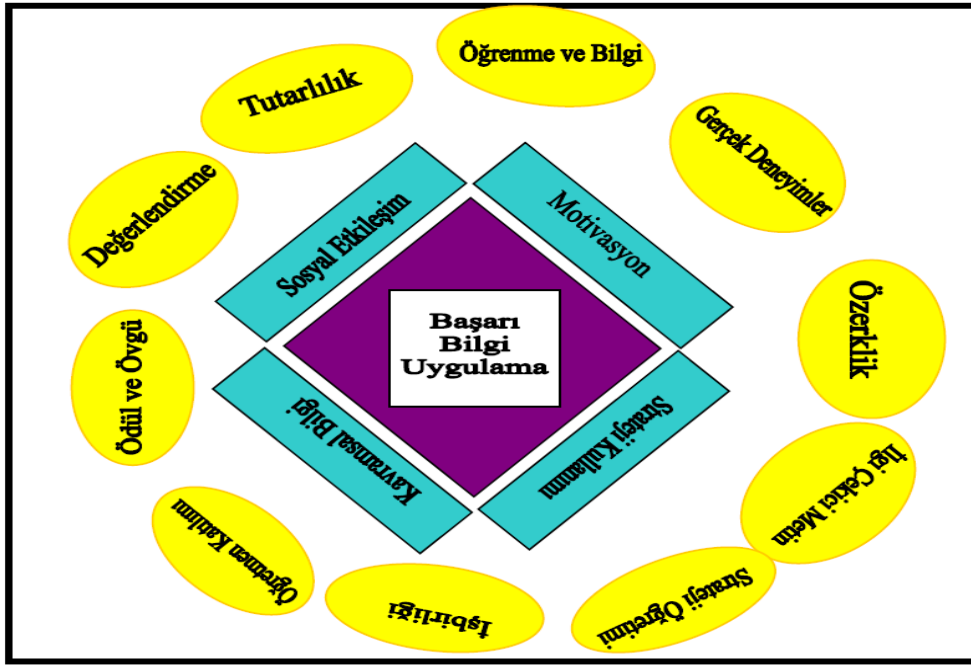 Öğrenme ve Bilgi
Tutarlılık
Gerçek Deneyimler
Değerlendirme
Sosyal Etkileşim
Motivasyon
Özerklik
Başarı
Bilgi
Uygulama
Ödül ve Övgü
Kavramsal Bilgi
Strateji Kullanımı
İlgi Çekici Metin
Öğretmen Katılımı
İşbirliği
Strateji Öğretimi